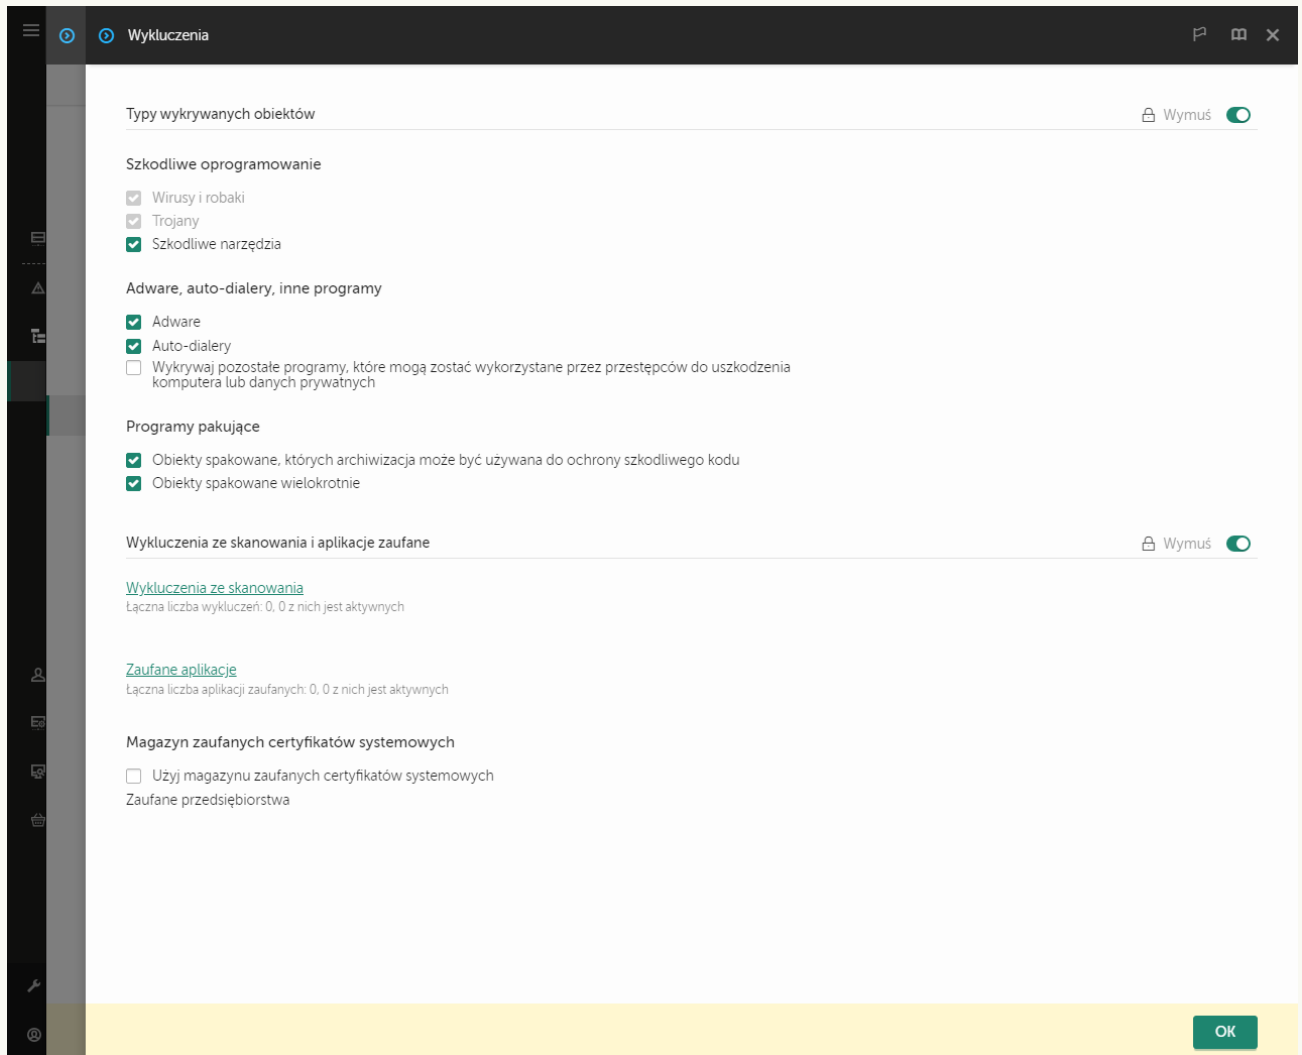 Wykluczenia
Typy wykrywanych obiektów
Wymuś
Szkodliwe oprogramowanie
Wirusy i robaki
Trojany
Szkodliwe narzędzia
Adware, auto-dialery, inne programy
Adware
Auto-dialery
Wykrywaj pozostałe programy, które mogą zostać wykorzystane przez przestępców do uszkodzenia
komputera lub danych prywatnych
Programy pakujące
Obiekty spakowane, których archiwizacja może być używana do ochrony szkodliwego kodu
Obiekty spakowane wielokrotnie
Wykluczenia ze skanowania i aplikacje zaufane
Wymuś
Wykluczenia ze skanowania
Łączna liczba wykluczeń: 0, 0 z nich jest aktywnych
Zaufane aplikacje
Łączna liczba aplikacji zaufanych: 0, 0 z nich jest aktywnych
Magazyn zaufanych certyfikatów systemowych
Użyj magazynu zaufanych certyfikatów systemowych
Zaufane przedsiębiorstwa
OK